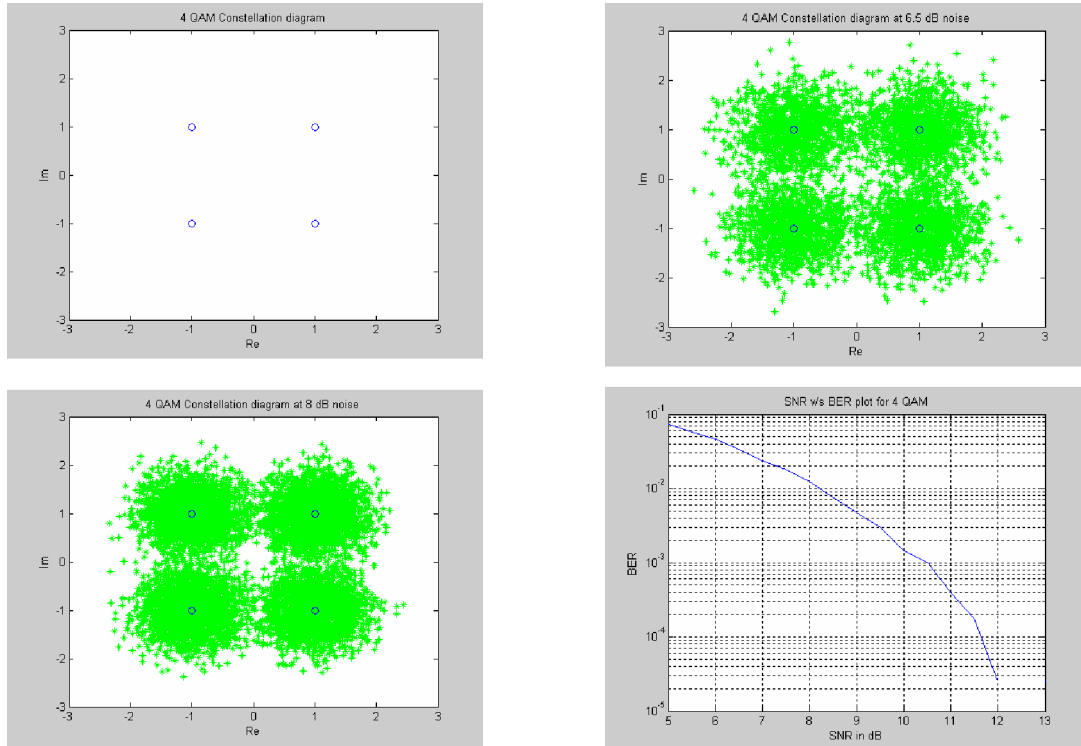 4 QAM Constellation diagram
3
2
1
0
-1
-2
-3
Im
-3 -2 -1 0 1 2 3
Re
4 QAM Constellation diagram at 6.5 dB noise
3
2
1
0
-1
-2
-3
Im
-3 -2 -1 0 1 2 3
Re
4 QAM Constellation diagram at 8 dB noise
3
2
1
0
-1
-2
-3
Im
-3 -2 -1 0 1 2 3
Re
SNR v/s BER plot for 4 QAM
10^-1
10^-2
10^-3
10^-4
10^-5
BER
5 6 7 8 9 10 11 12 13
SNR in dB